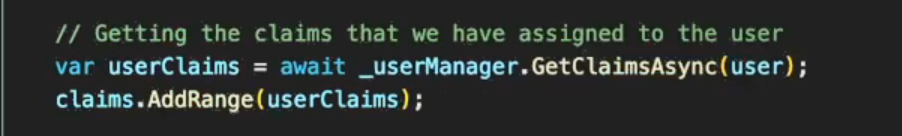 // Getting the claims that we have assigned to the user
var userClaims = await _userManager.GetClaimsAsync(user);
claims.AddRange(userClaims);